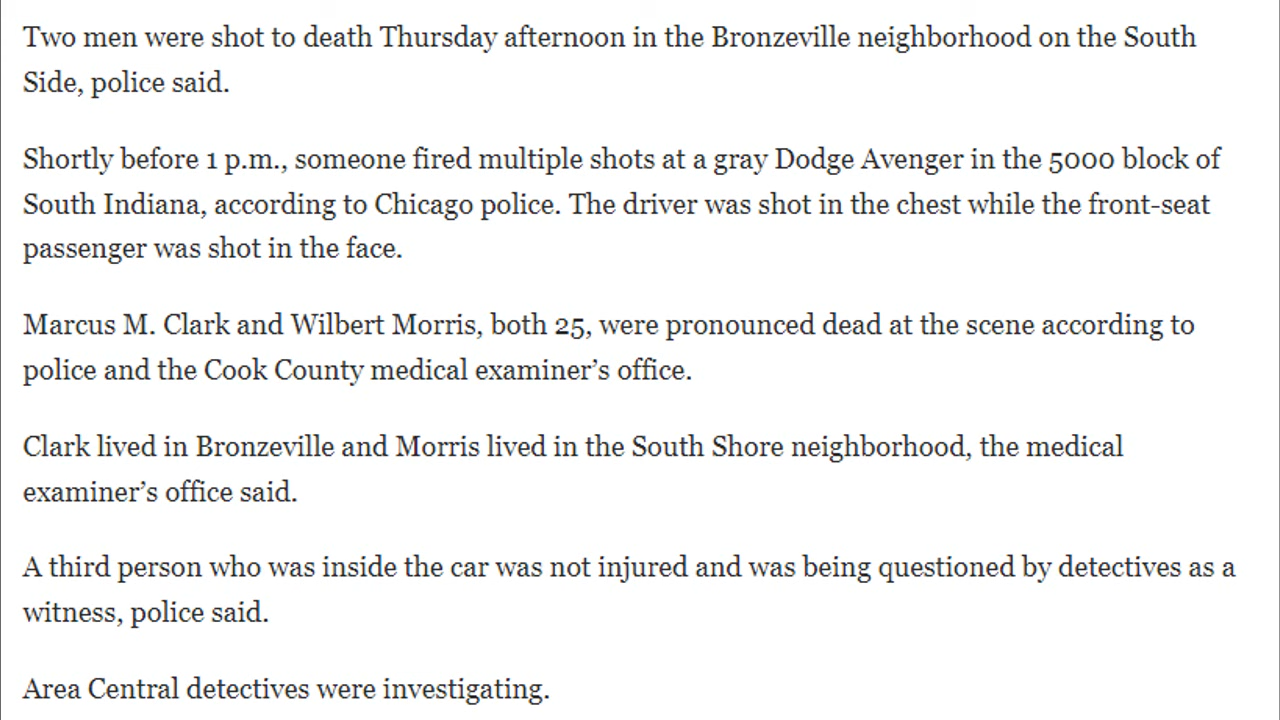 Two men were shot to death Thursday afternoon in the Bronzeville neighborhood on the South
Side, police said.
Shortly before 1 p.m., someone fired multiple shots at a gray Dodge Avenger in the 5000 block of
South Indiana, according to Chicago police. The driver was shot in the chest while the front-seat
passenger was shot in the face.
Marcus M. Clark and Wilbert Morris, both 25, were pronounced dead at the scene according to
police and the Cook County medical examiner’s office.
Clark lived in Bronzeville and Morris lived in the South Shore neighborhood, the medical
examiner’s office said.
A third person who was inside the car was not injured and was being questioned by detectives as a
witness, police said.
Area Central detectives were investigating.